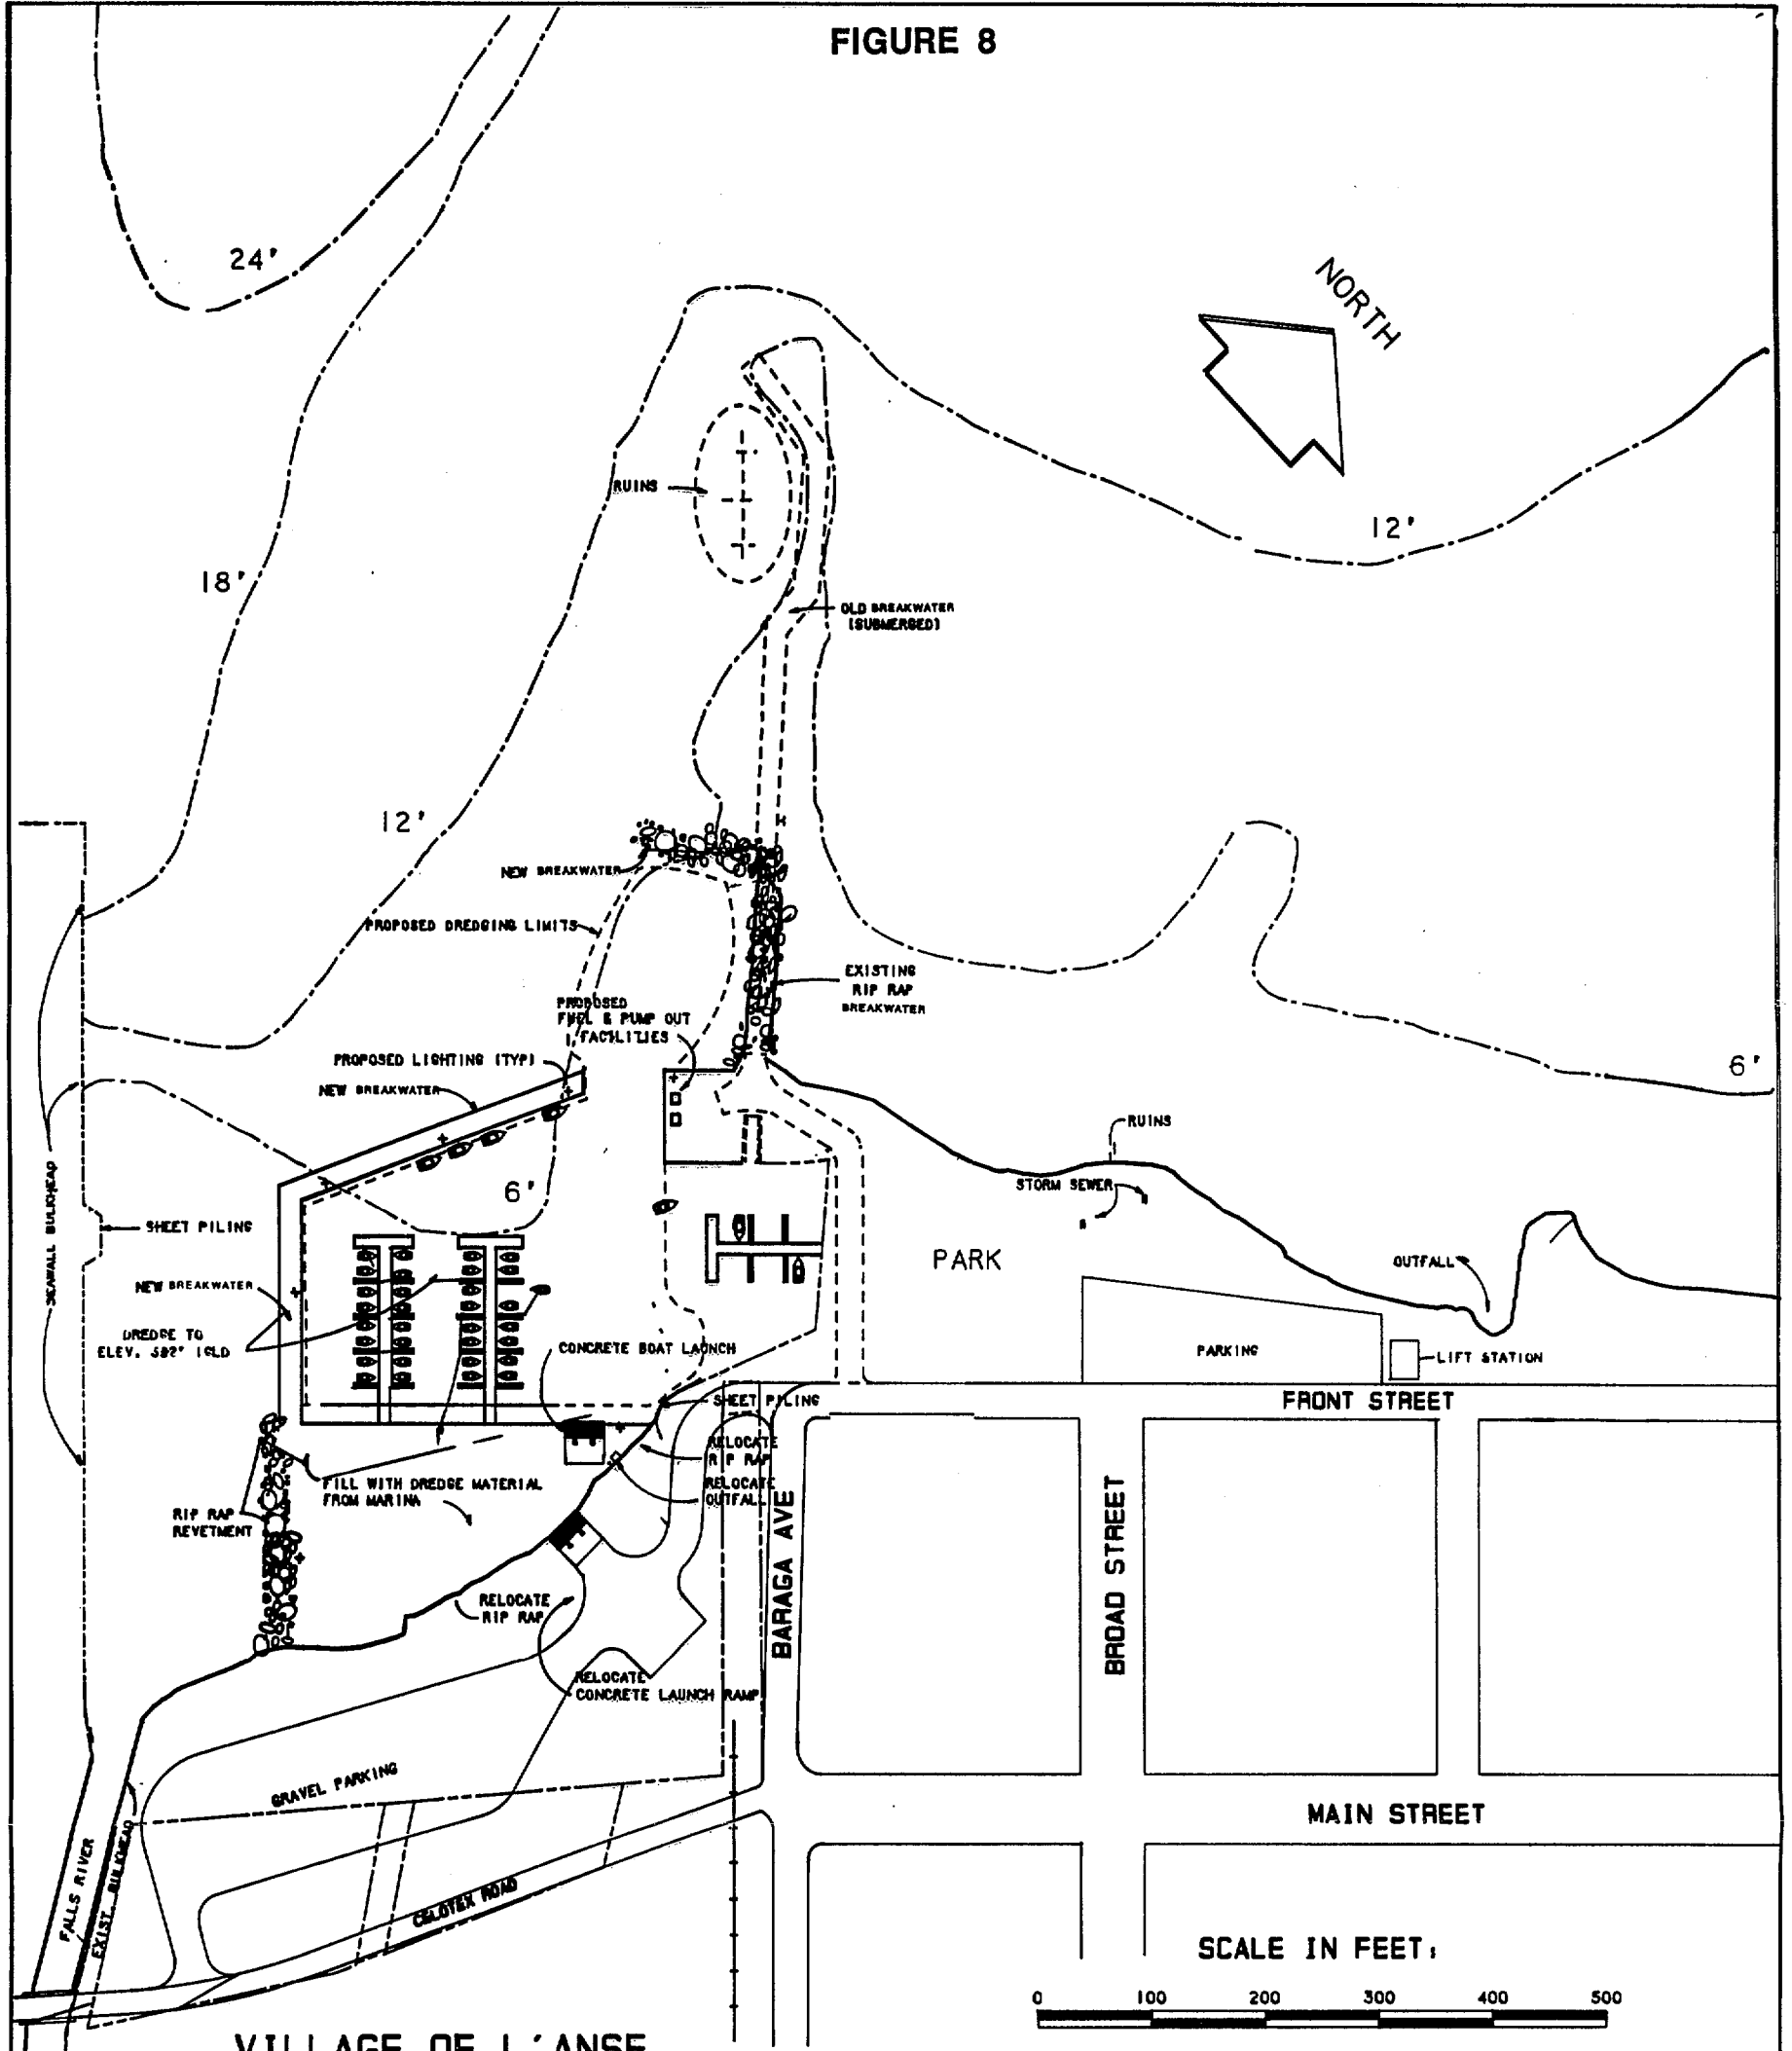 FIGURE 8
24'
NORTH
RUINS
12'
18'
OLD BREAKWATER
(SUBMERGED)
12'
NEW BREAKWATER
PROPOSED DREDGING LIMITS
EXISTING
RIP RAP
BREAKWATER
PROPOSED
FUEL & PUMP OUT
FACILITIES
PROPOSED LIGHTING (TYP)
NEW BREAKWATER
6'
RUINS
SEAWALL BULKHEAD
6'
STORM SEWER
SHEET PILING
PARK
OUTFALL
NEW BREAKWATER
DREDGE TO
ELEV. IGLD
CONCRETE BOAT LAUNCH
PARKING
LIFT STATION
SHEET PILING
FRONT STREET
RELOCATE
RIP RAP
FILL WITH DREDGE MATERIAL
FROM MARINA
RELOCATE
OUTFALL
RIP RAP
REVETMENT
BARAGA AVE
BROAD STREET
RELOCATE
RIP RAP
RELOCATE
CONCRETE LAUNCH RAMP
GRAVEL PARKING
MAIN STREET
FALLS RIVER
EXIST. BULKHEAD
CELOTEX ROAD
SCALE IN FEET:
0 100 200 300 400 500
VILLAGE OF L'ANSE